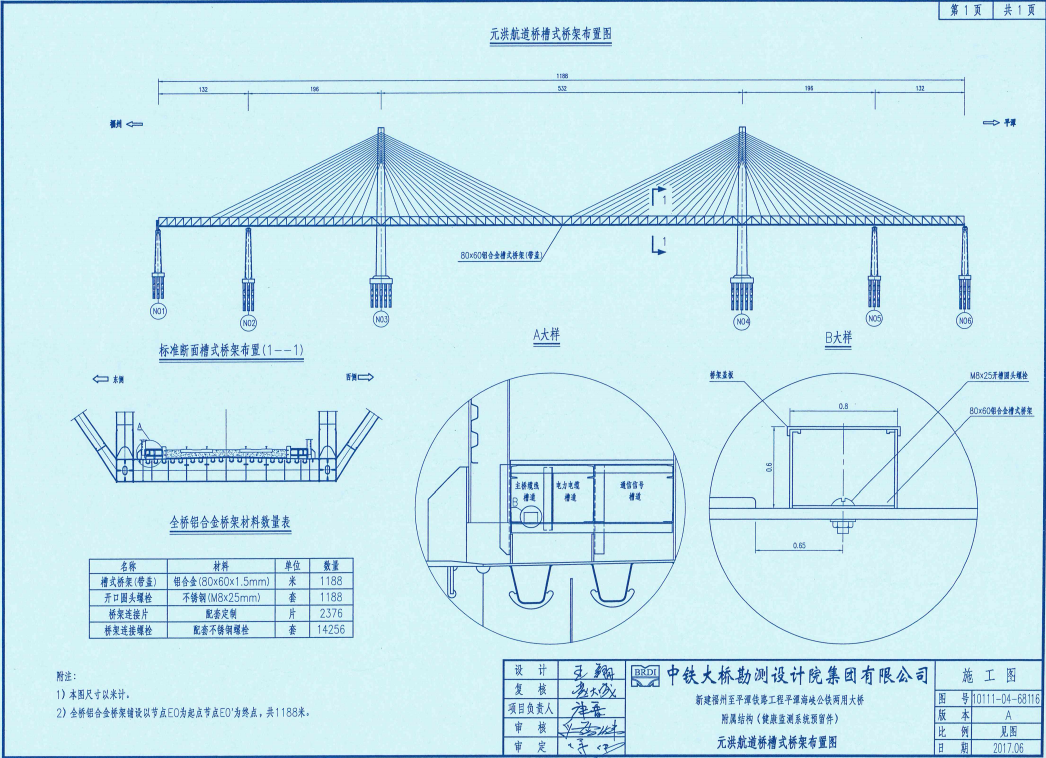 第 1 页 共 1 页
元洪航道桥槽式桥架布置图
1188
132 196 532 196 132
福州 平潭
1
1
80×60铝合金槽式桥架(带盖)
N01 N02 N03 N04 N05 N06
标准断面槽式桥架布置(1--1)
东侧 西侧
A
A大样
主桥缆线
槽道
电力电缆
槽道
通信信号
槽道
B
B大样
桥架盖板
M8×25开槽圆头螺栓
80×60铝合金槽式桥架
0.8
0.6
0.65
全桥铝合金桥架材料数量表
名称 材料 单位 数量
槽式桥架(带盖) 铝合金(80×60×1.5mm) 米 1188
开口圆头螺栓 不锈钢(M8×25mm) 套 1188
桥架连接片 配套定制 片 2376
桥架连接螺栓 配套不锈钢螺栓 套 14256
附注:
1) 本图尺寸以米计。
2) 全桥铝合金桥架铺设以节点E0为起点节点E0'为终点，共1188米。
设 计
复 核
项目负责人
审 核
审 定
BRDI 中铁大桥勘测设计院集团有限公司
新建福州至平潭铁路工程平潭海峡公铁两用大桥
附属结构（健康监测系统预留件）
元洪航道桥槽式桥架布置图
施 工 图
图 号 10111-04-68116
版 本 A
比 例 见图
日 期 2017.06